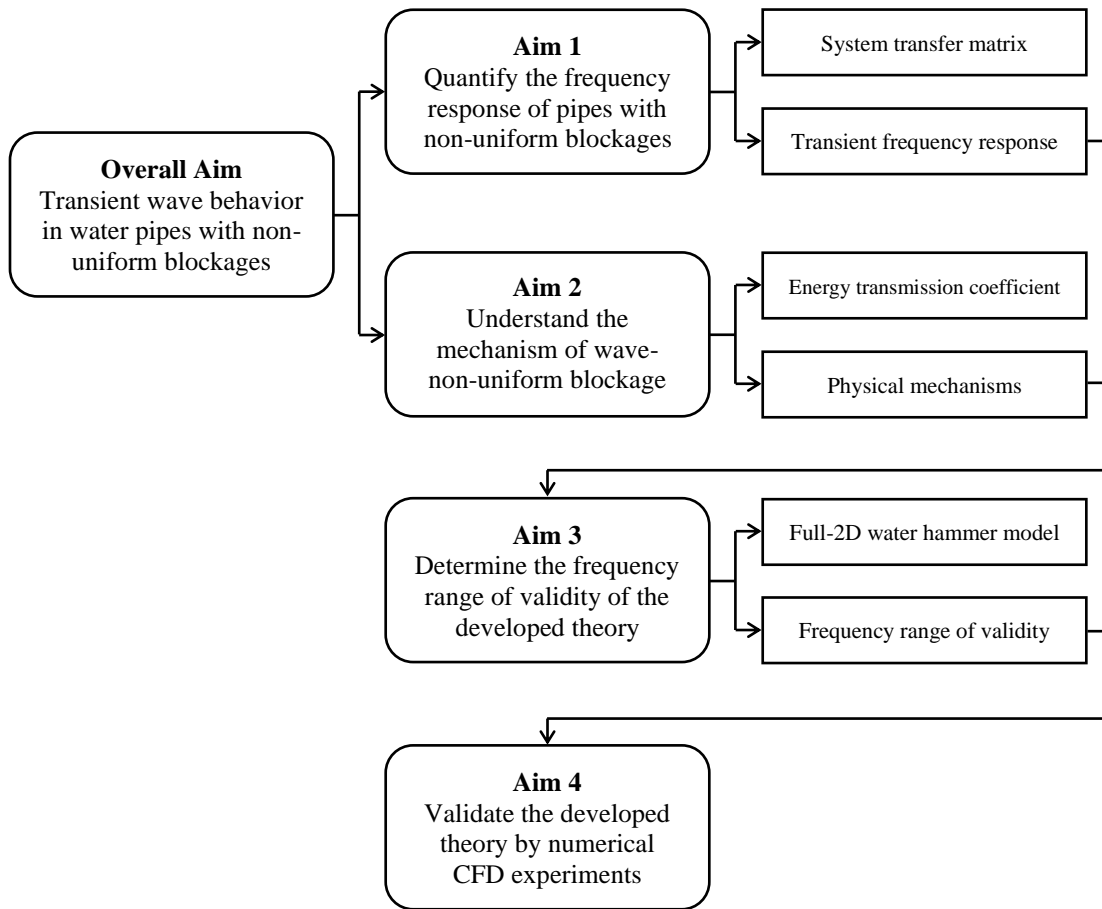 Overall Aim
Transient wave behavior
in water pipes with non-
uniform blockages
Aim 1
Quantify the frequency
response of pipes with
non-uniform blockages
System transfer matrix
Transient frequency response
Aim 2
Understand the
mechanism of wave-
non-uniform blockage
Energy transmission coefficient
Physical mechanisms
Aim 3
Determine the frequency
range of validity of the
developed theory
Full-2D water hammer model
Frequency range of validity
Aim 4
Validate the developed
theory by numerical
CFD experiments